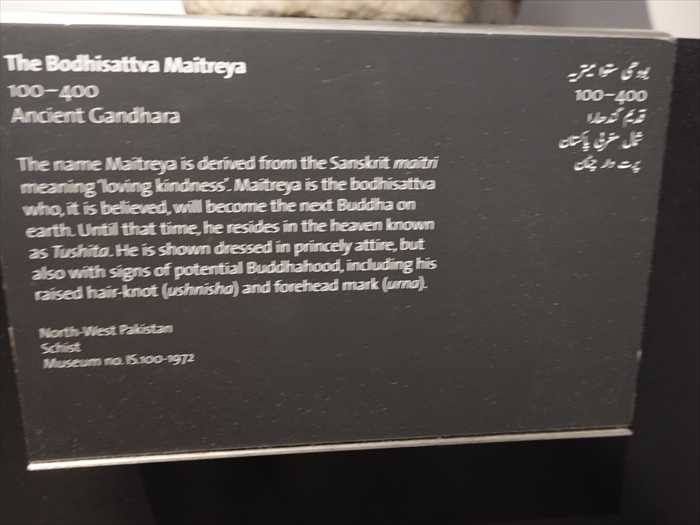 The Bodhisattva Maitreya
100–400
Ancient Gandhara
The name Maitreya is derived from the Sanskrit maitri
meaning 'loving kindness'. Maitreya is the bodhisattva
who, it is believed, will become the next Buddha on
earth. Until that time, he resides in the heaven known
as Tushita. He is shown dressed in princely attire, but
also with signs of potential Buddhahood, including his
raised hair-knot (ushnisha) and forehead mark (urna).
North-West Pakistan
Schist
Museum no. IS.100-1972
بودھی ستوا میتریہ
100–400
قدیم گندھارا
شمال مغربی پاکستان
پرت دار چٹان